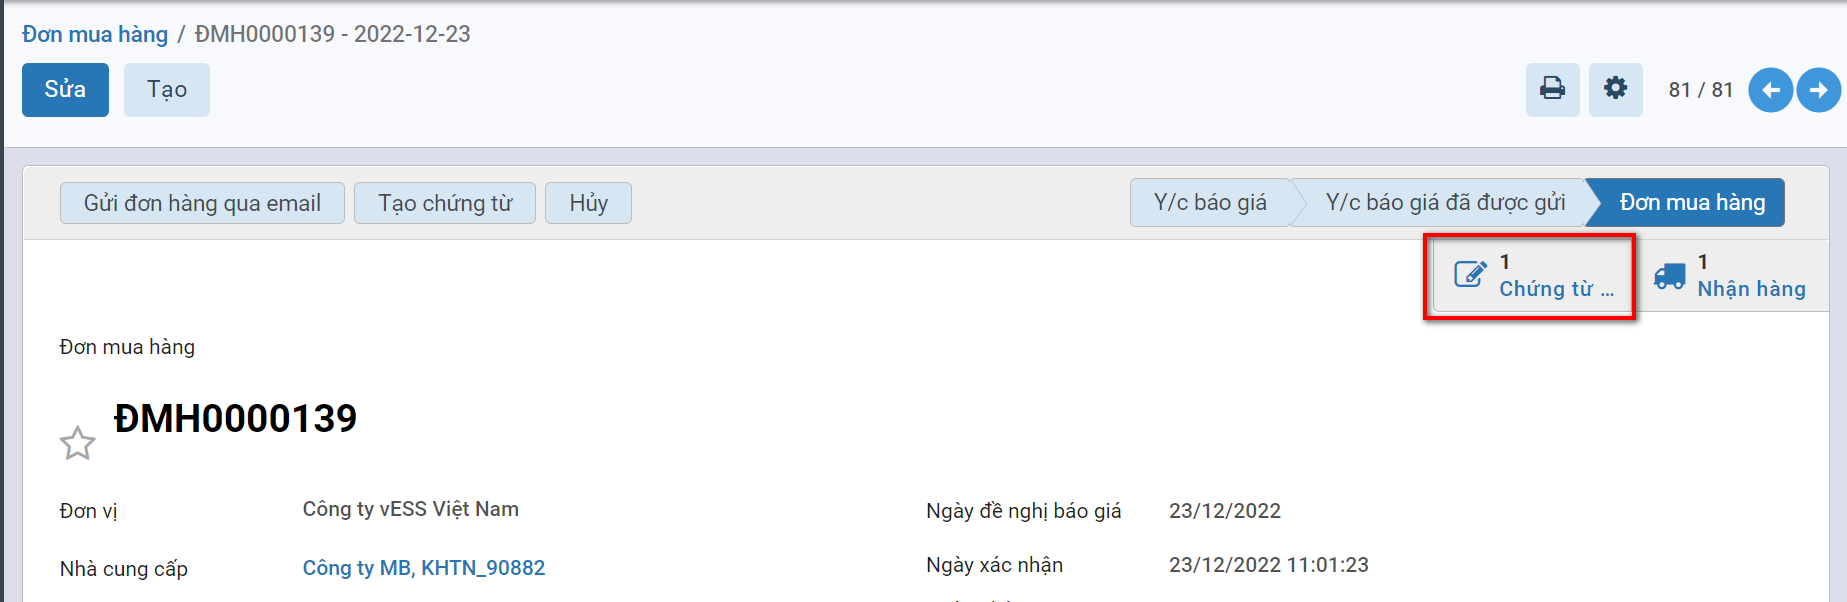 Đơn mua hàng / ĐMH0000139 - 2022-12-23
Sửa Tạo 81 / 81
Gửi đơn hàng qua email Tạo chứng từ Hủy Y/c báo giá Y/c báo giá đã được gửi Đơn mua hàng
1 1
Chứng từ ... Nhận hàng
Đơn mua hàng
ĐMH0000139
Đơn vị Công ty vESS Việt Nam Ngày đề nghị báo giá 23/12/2022
Nhà cung cấp Công ty MB, KHTN_90882 Ngày xác nhận 23/12/2022 11:01:23